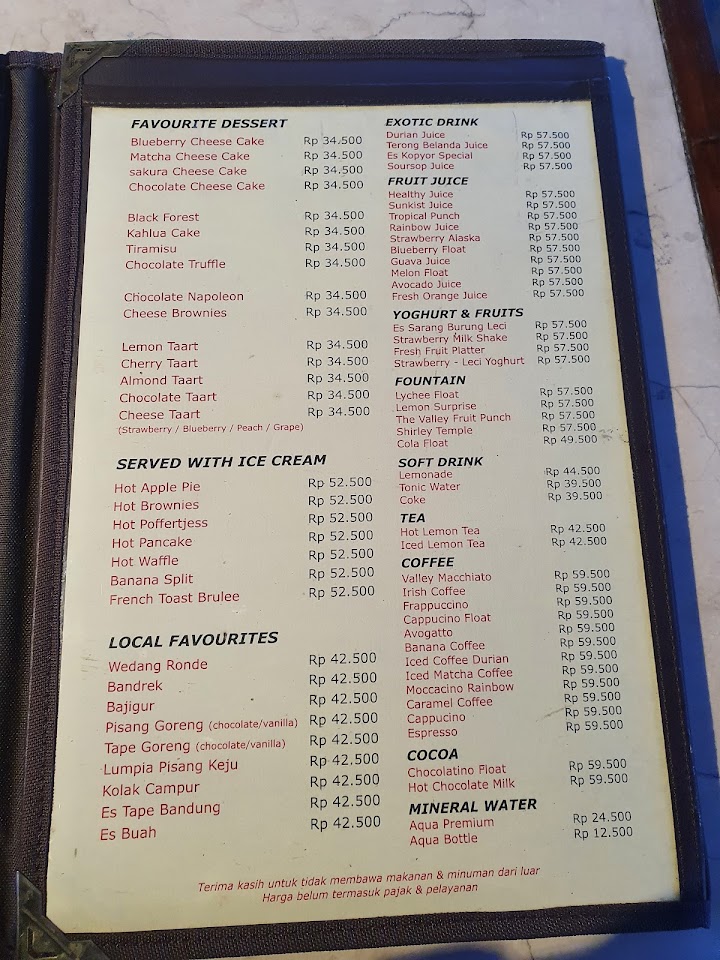 FAVOURITE DESSERT
Blueberry Cheese Cake Rp 34.500
Matcha Cheese Cake Rp 34.500
sakura Cheese Cake Rp 34.500
Chocolate Cheese Cake Rp 34.500
Black Forest Rp 34.500
Kahlua Cake Rp 34.500
Tiramisu Rp 34.500
Chocolate Truffle Rp 34.500
Chocolate Napoleon Rp 34.500
Cheese Brownies Rp 34.500
Lemon Taart Rp 34.500
Cherry Taart Rp 34.500
Almond Taart Rp 34.500
Chocolate Taart Rp 34.500
Cheese Taart Rp 34.500
(Strawberry / Blueberry / Peach / Grape)
SERVED WITH ICE CREAM
Hot Apple Pie Rp 52.500
Hot Brownies Rp 52.500
Hot Poffertjess Rp 52.500
Hot Pancake Rp 52.500
Hot Waffle Rp 52.500
Banana Split Rp 52.500
French Toast Brulee Rp 52.500
LOCAL FAVOURITES
Wedang Ronde Rp 42.500
Bandrek Rp 42.500
Bajigur Rp 42.500
Pisang Goreng (chocolate/vanilla) Rp 42.500
Tape Goreng (chocolate/vanilla) Rp 42.500
Lumpia Pisang Keju Rp 42.500
Kolak Campur Rp 42.500
Es Tape Bandung Rp 42.500
Es Buah Rp 42.500
EXOTIC DRINK
Durian Juice Rp 57.500
Terong Belanda Juice Rp 57.500
Es Kopyor Special Rp 57.500
Soursop Juice Rp 57.500
FRUIT JUICE
Healthy Juice Rp 57.500
Sunkist Juice Rp 57.500
Tropical Punch Rp 57.500
Rainbow Juice Rp 57.500
Strawberry Alaska Rp 57.500
Blueberry Float Rp 57.500
Guava Juice Rp 57.500
Melon Float Rp 57.500
Avocado Juice Rp 57.500
Fresh Orange Juice Rp 57.500
YOGHURT & FRUITS
Es Sarang Burung Leci Rp 57.500
Strawberry Milk Shake Rp 57.500
Fresh Fruit Platter Rp 57.500
Strawberry - Leci Yoghurt Rp 57.500
FOUNTAIN
Lychee Float Rp 57.500
Lemon Surprise Rp 57.500
The Valley Fruit Punch Rp 57.500
Shirley Temple Rp 57.500
Cola Float Rp 49.500
SOFT DRINK
Lemonade Rp 44.500
Tonic Water Rp 39.500
Coke Rp 39.500
TEA
Hot Lemon Tea Rp 42.500
Iced Lemon Tea Rp 42.500
COFFEE
Valley Macchiato Rp 59.500
Irish Coffee Rp 59.500
Frappuccino Rp 59.500
Cappucino Float Rp 59.500
Avogatto Rp 59.500
Banana Coffee Rp 59.500
Iced Coffee Durian Rp 59.500
Iced Matcha Coffee Rp 59.500
Moccacino Rainbow Rp 59.500
Caramel Coffee Rp 59.500
Cappucino Rp 59.500
Espresso Rp 59.500
COCOA
Chocolatino Float Rp 59.500
Hot Chocolate Milk Rp 59.500
MINERAL WATER
Aqua Premium Rp 24.500
Aqua Bottle Rp 12.500
Terima kasih untuk tidak membawa makanan & minuman dari luar
Harga belum termasuk pajak & pelayanan